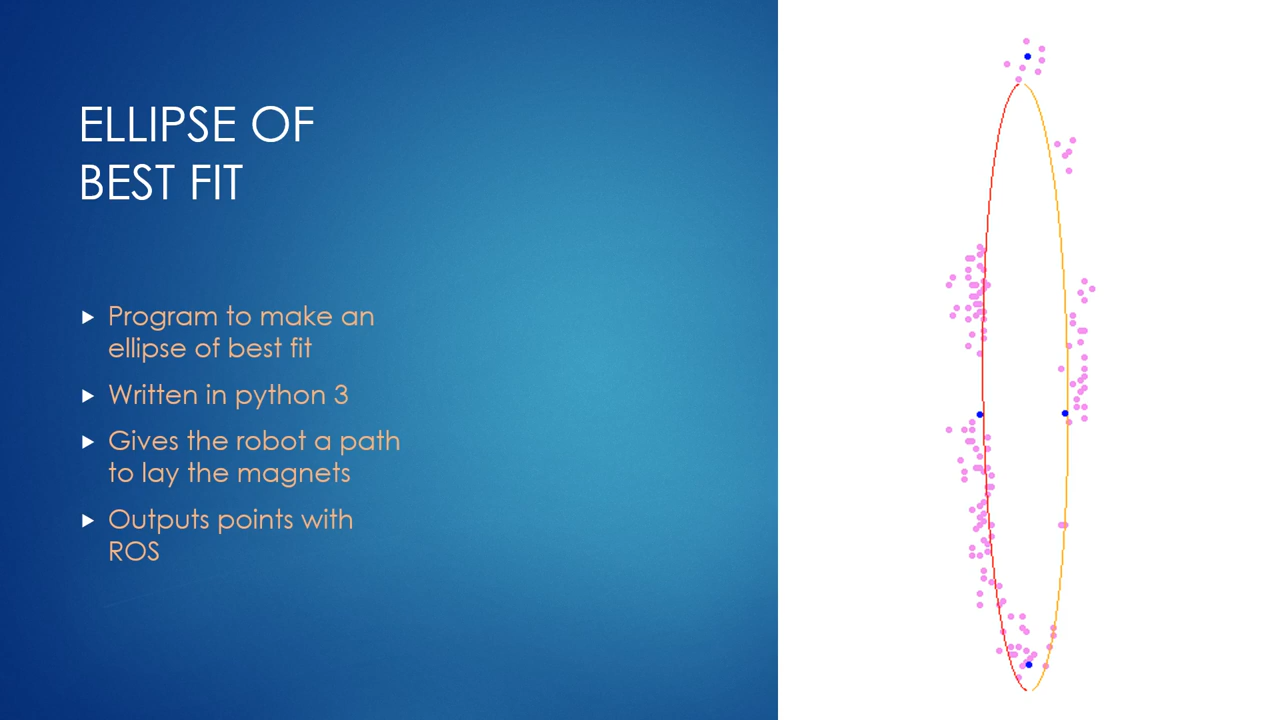 ELLIPSE OF
BEST FIT
Program to make an
ellipse of best fit
Written in python 3
Gives the robot a path
to lay the magnets
Outputs points with
ROS